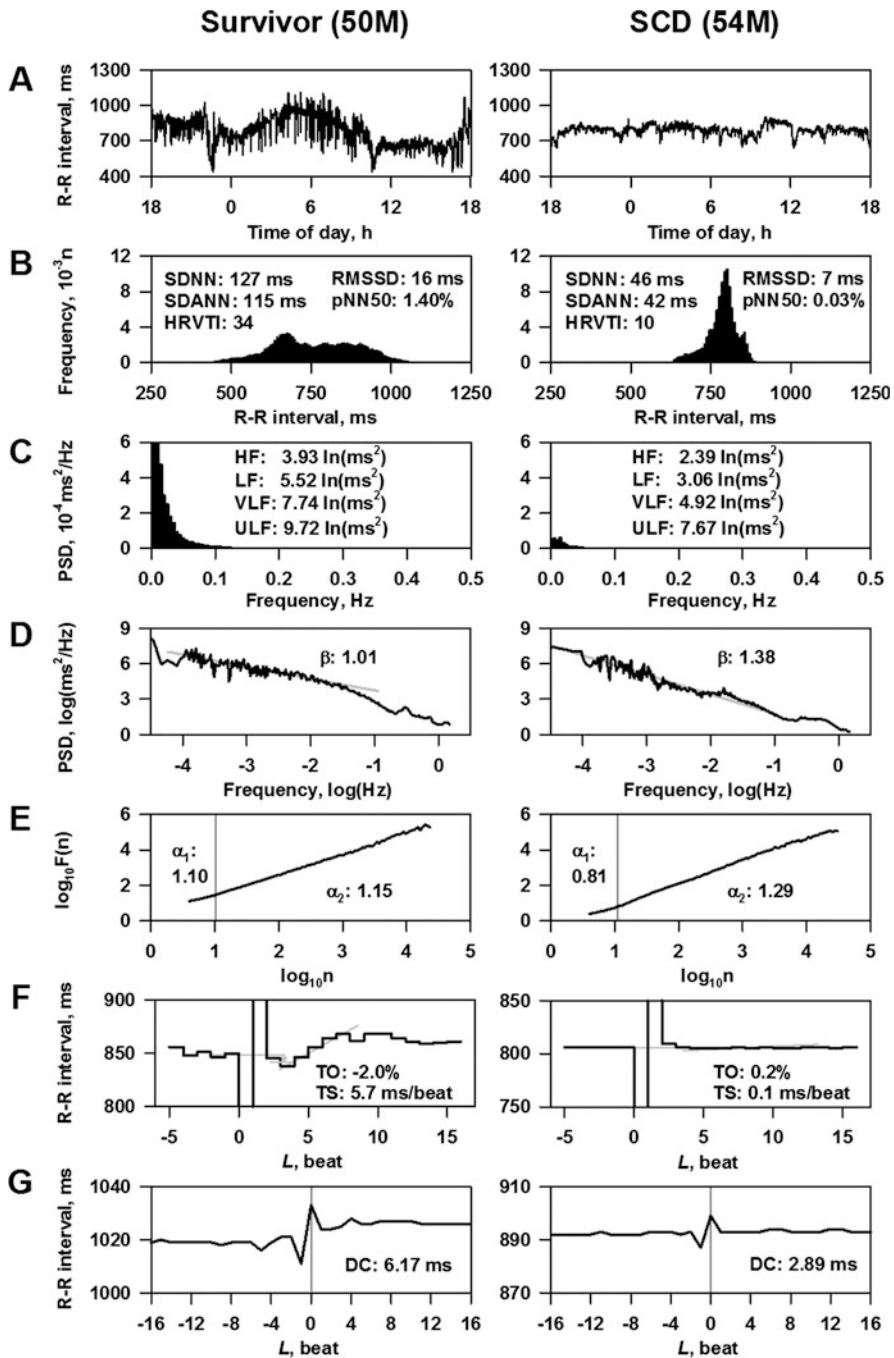 Survivor (50M) SCD (54M)
A
R-R interval, ms
1300
1000
700
400
18 0 6 12 18
Time of day, h
1300
1000
700
400
18 0 6 12 18
Time of day, h
B
Frequency, 10⁻³n
12
8
4
0
SDNN: 127 ms RMSSD: 16 ms
SDANN: 115 ms pNN50: 1.40%
HRVTI: 34
250 500 750 1000 1250
R-R interval, ms
12
8
4
0
SDNN: 46 ms RMSSD: 7 ms
SDANN: 42 ms pNN50: 0.03%
HRVTI: 10
250 500 750 1000 1250
R-R interval, ms
C
PSD, 10⁻⁴ms²/Hz
6
4
2
0
HF: 3.93 ln(ms²)
LF: 5.52 ln(ms²)
VLF: 7.74 ln(ms²)
ULF: 9.72 ln(ms²)
0.0 0.1 0.2 0.3 0.4 0.5
Frequency, Hz
6
4
2
0
HF: 2.39 ln(ms²)
LF: 3.06 ln(ms²)
VLF: 4.92 ln(ms²)
ULF: 7.67 ln(ms²)
0.0 0.1 0.2 0.3 0.4 0.5
Frequency, Hz
D
PSD, log(ms²/Hz)
9
6
3
0
β: 1.01
-4 -3 -2 -1 0
Frequency, log(Hz)
9
6
3
0
β: 1.38
-4 -3 -2 -1 0
Frequency, log(Hz)
E
log₁₀F(n)
6
4
2
0
α₁:
1.10
α₂: 1.15
0 1 2 3 4 5
log₁₀n
6
4
2
0
α₁:
0.81
α₂: 1.29
0 1 2 3 4 5
log₁₀n
F
R-R interval, ms
900
850
800
TO: -2.0%
TS: 5.7 ms/beat
-5 0 5 10 15
L, beat
850
800
750
TO: 0.2%
TS: 0.1 ms/beat
-5 0 5 10 15
L, beat
G
R-R interval, ms
1040
1020
1000
DC: 6.17 ms
-16 -12 -8 -4 0 4 8 12 16
L, beat
910
890
870
DC: 2.89 ms
-16 -12 -8 -4 0 4 8 12 16
L, beat